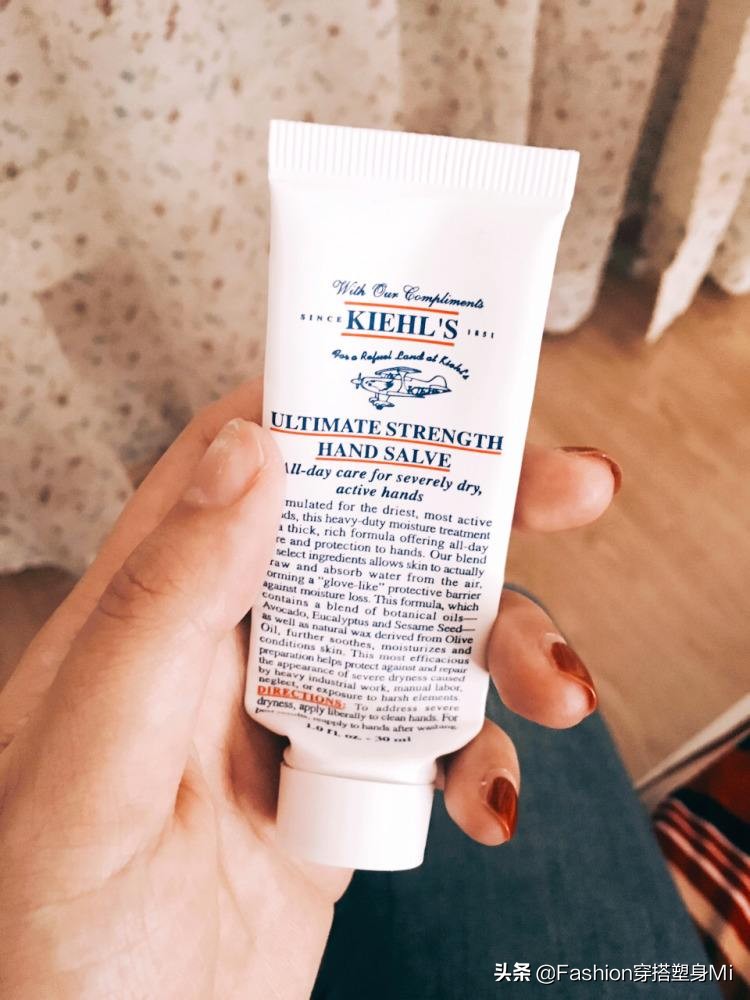 With Our Compliments
SINCE KIEHL'S 1851
For a Refuel Land at Kiehl's
KIEHL'S
ULTIMATE STRENGTH
HAND SALVE
All-day care for severely dry,
active hands
mulated for the driest, most active
ds, this heavy-duty moisture treatment
a thick, rich formula offering all-day
re and protection to hands. Our blend
select ingredients allows skin to actually
raw and absorb water from the air,
orming a "glove-like" protective barrier
against moisture loss. This formula, which
contains a blend of botanical oils—
Avocado, Eucalyptus and Sesame Seed—
as well as natural wax derived from Olive
Oil, further soothes, moisturizes and
conditions skin. This most efficacious
preparation helps protect against and repair
the appearance of severe dryness caused
by heavy industrial work, manual labor,
neglect, or exposure to harsh elements.
DIRECTIONS: To address severe
dryness, apply liberally to clean hands. For
best results, reapply to hands after washing.
1.0 fl. oz. - 30 ml
头条 @Fashion穿搭塑身Mi